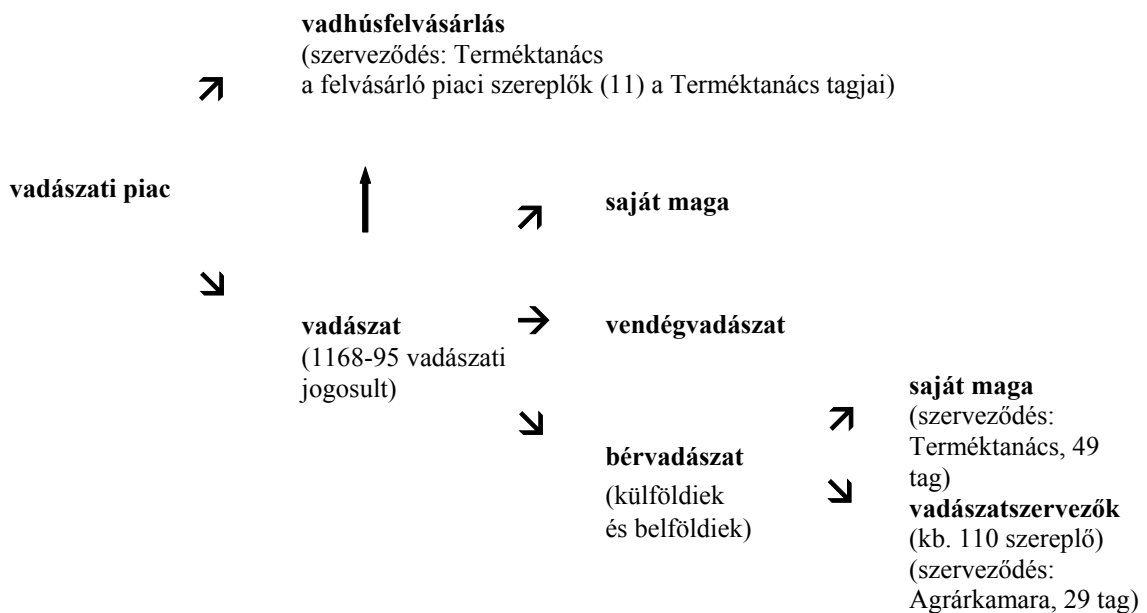 vadhúsfelvásárlás
(szerveződés: Terméktanács
a felvásárló piaci szereplők (11) a Terméktanács tagjai)
vadászati piac
saját maga
vadászat
(1168-95 vadászati
jogosult)
vendégvadászat
bérvadászat
(külföldiek
és belföldiek)
saját maga
(szerveződés:
Terméktanács, 49
tag)
vadászatszervezők
(kb. 110 szereplő)
(szerveződés:
Agrárkamara, 29 tag)